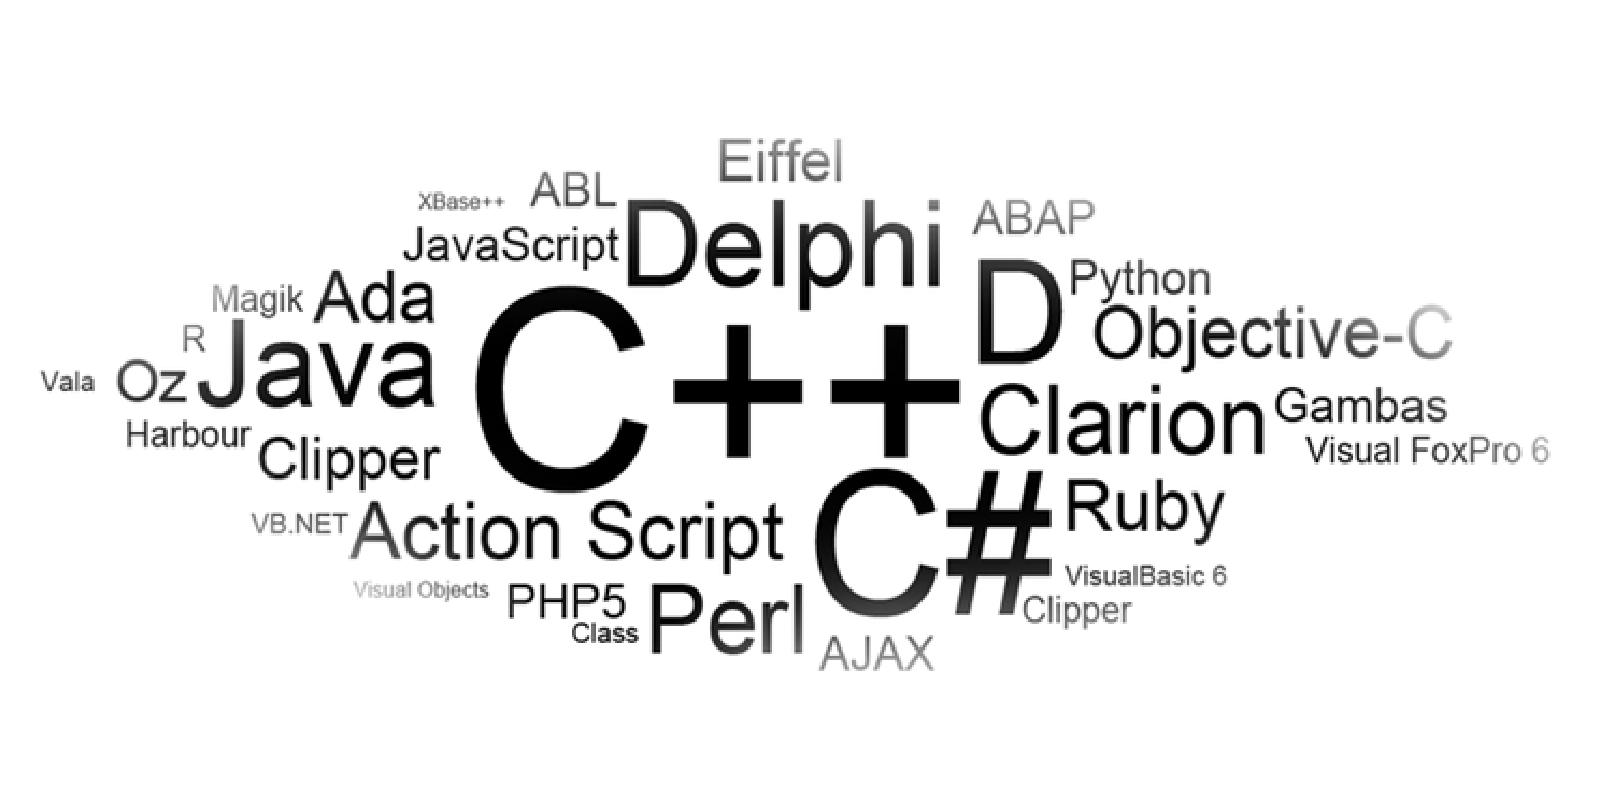 Eiffel
ABL
XBase++
Delphi
ABAP
JavaScript
Python
Ada
Magik
Objective-C
D
R
Java
C++
Vala
Oz
Clarion
Gambas
Harbour
Clipper
Visual FoxPro 6
Ruby
VB.NET
Action Script
C#
VisualBasic 6
Visual Objects
PHP5
Clipper
Class
Perl
AJAX